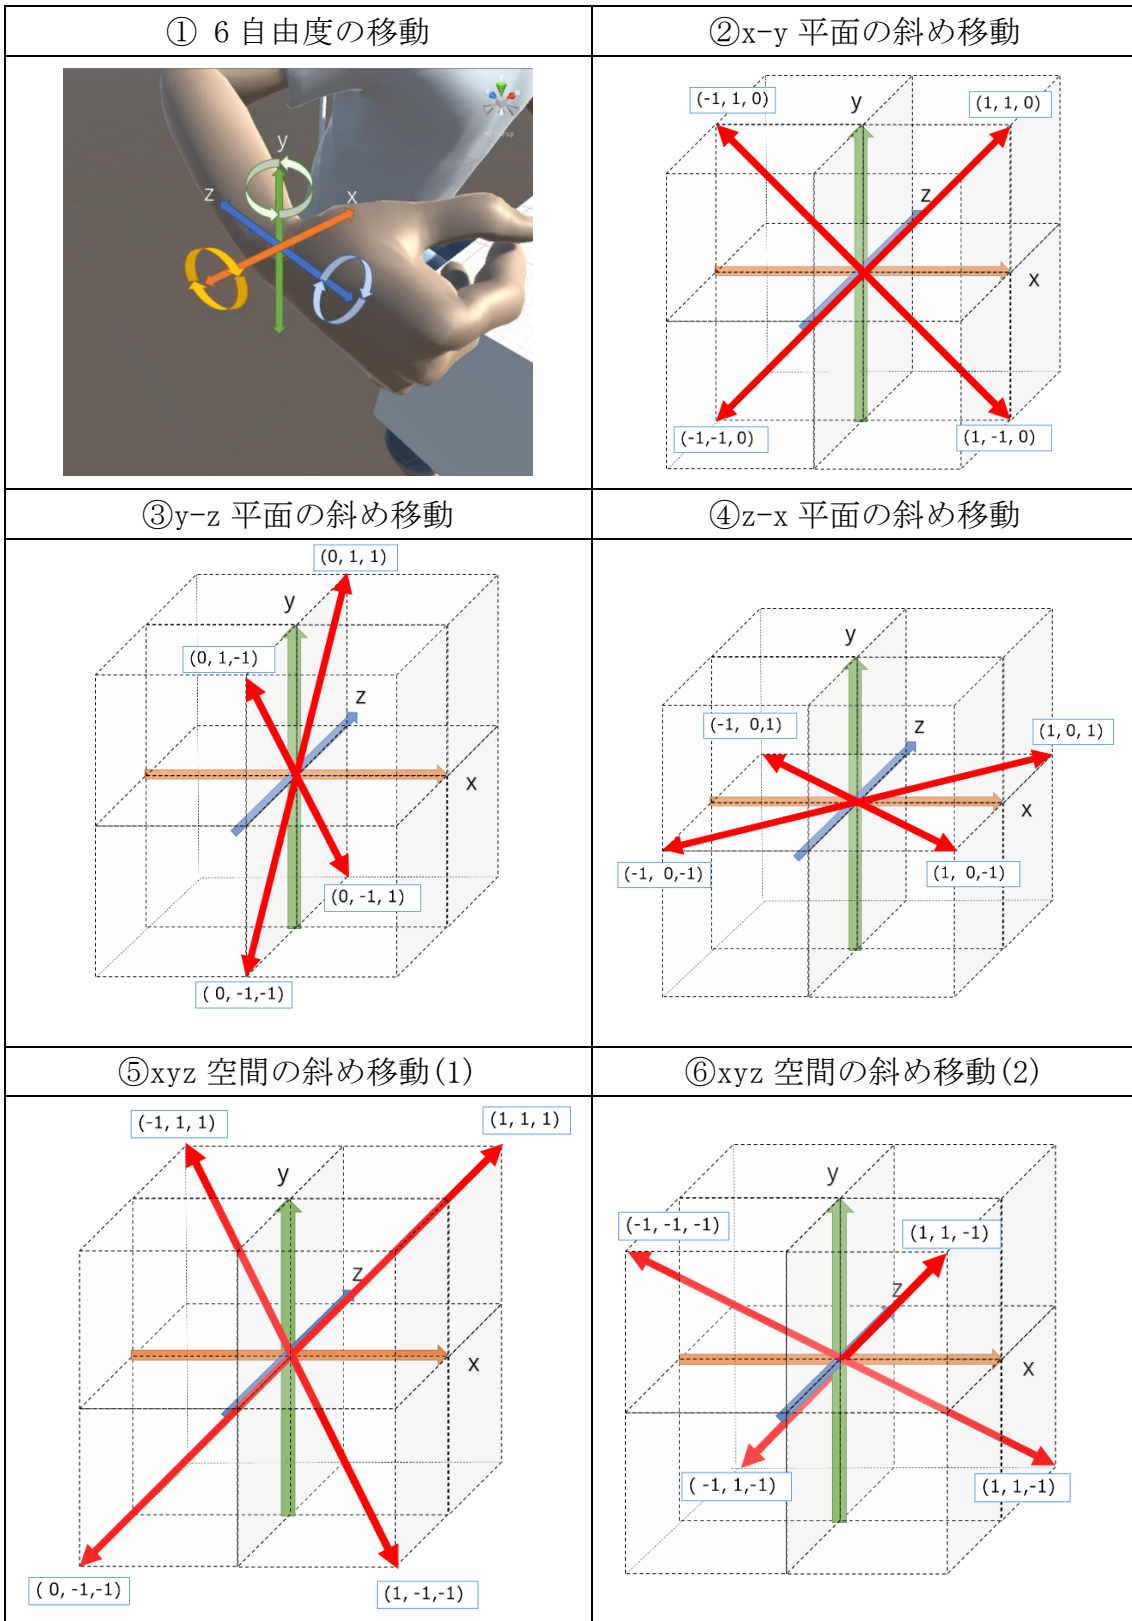 ① 6自由度の移動
②x-y 平面の斜め移動
y
z
x
(-1, 1, 0)
(1, 1, 0)
y
z
x
(-1,-1, 0)
(1, -1, 0)
③y-z 平面の斜め移動
④z-x 平面の斜め移動
(0, 1, 1)
y
(0, 1,-1)
z
x
(0, -1, 1)
( 0, -1,-1)
y
(-1, 0,1)
z
(1, 0, 1)
x
(-1, 0,-1)
(1, 0,-1)
⑤xyz 空間の斜め移動(1)
⑥xyz 空間の斜め移動(2)
(-1, 1, 1)
(1, 1, 1)
y
z
x
( 0, -1,-1)
(1, -1,-1)
y
(-1, -1, -1)
(1, 1, -1)
z
x
( -1, 1,-1)
(1, 1,-1)